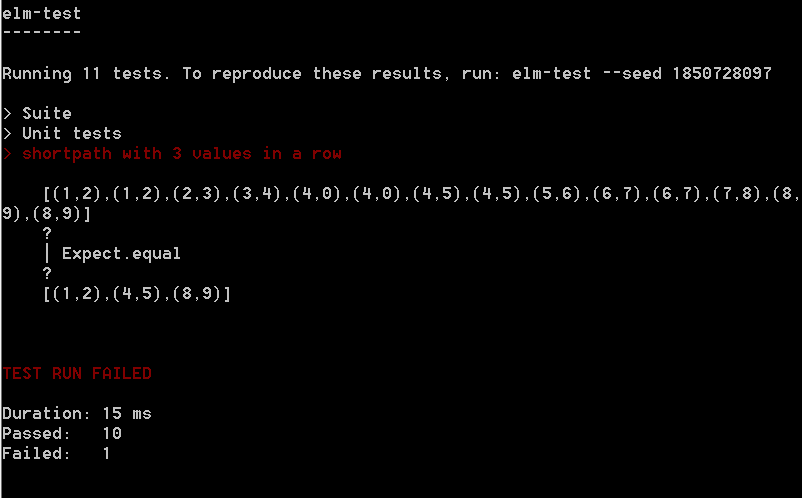 elm-test
--------
Running 11 tests. To reproduce these results, run: elm-test --seed 1850728097
> Suite
> Unit tests
> shortpath with 3 values in a row
[(1,2),(1,2),(2,3),(3,4),(4,0),(4,0),(4,5),(4,5),(5,6),(6,7),(6,7),(7,8),(8,
9),(8,9)]
?
| Expect.equal
?
[(1,2),(4,5),(8,9)]
TEST RUN FAILED
Duration: 15 ms
Passed:   10
Failed:   1